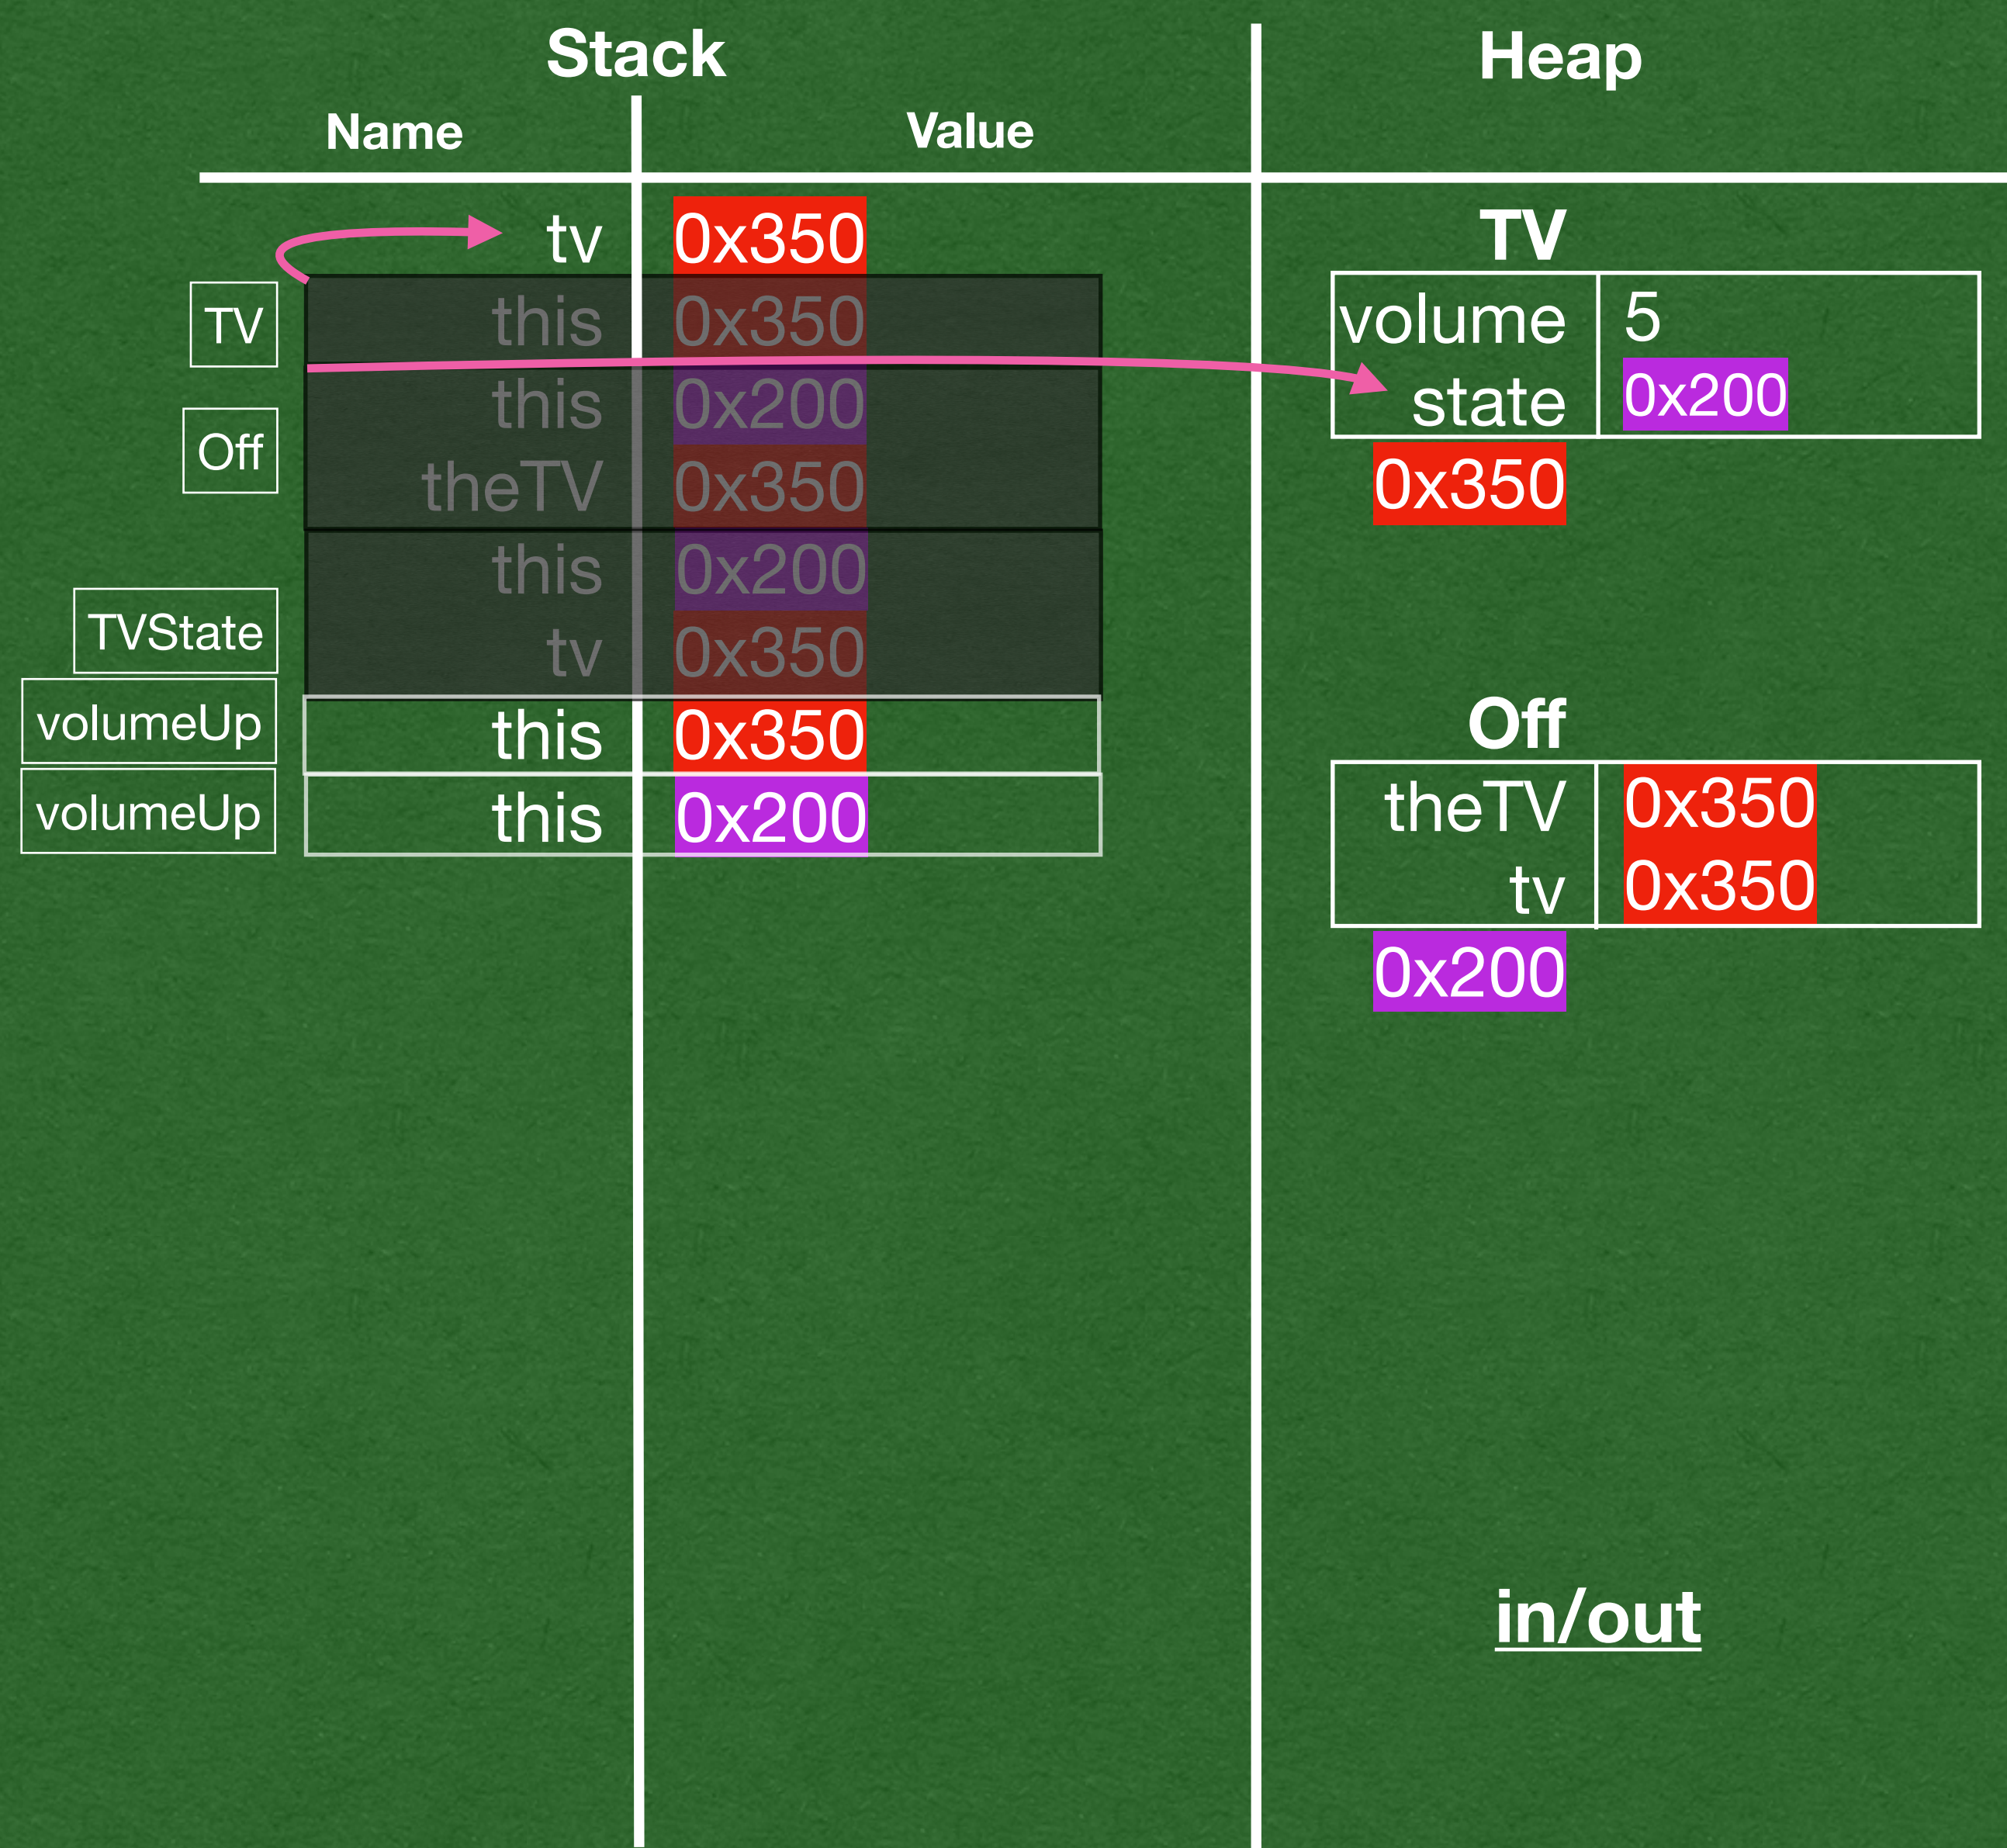 Stack
Heap
Name
Value
tv 0x350
TV
this 0x350
this 0x200
Off
theTV 0x350
this 0x200
TVState
tv 0x350
volumeUp
this 0x350
volumeUp
this 0x200
TV
volume 5
state 0x200
0x350
Off
theTV 0x350
tv 0x350
0x200
in/out